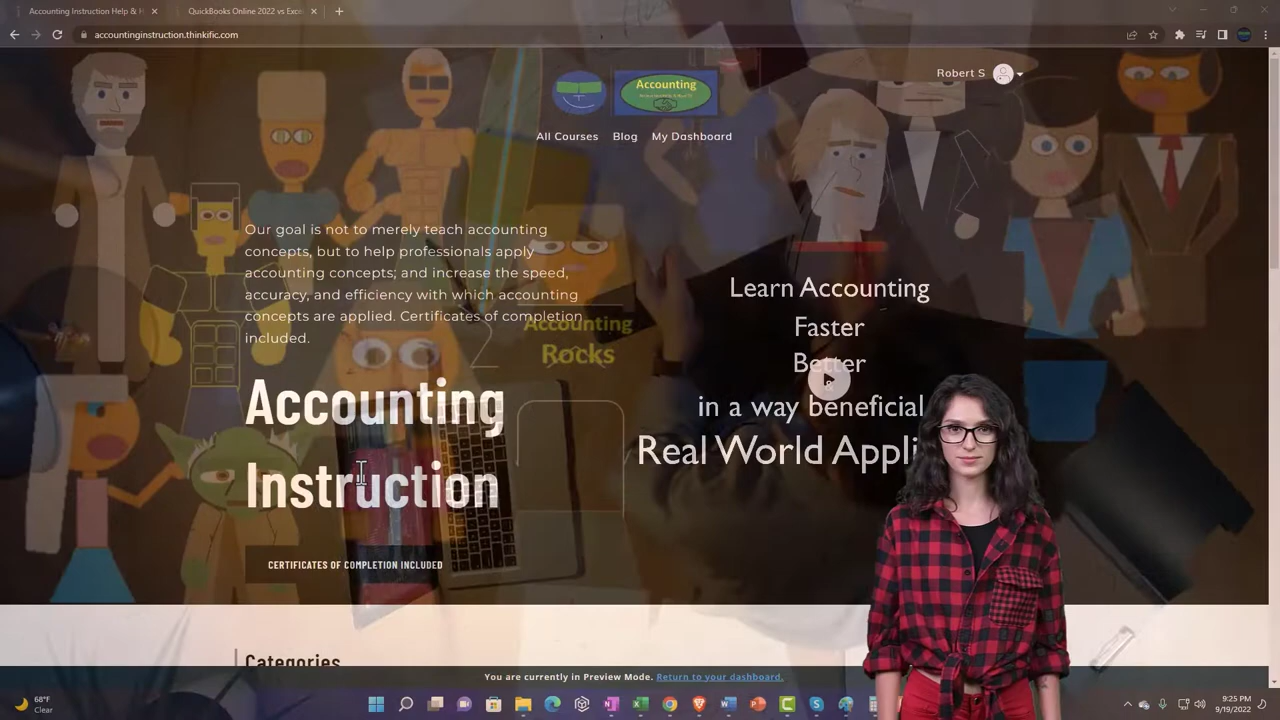 Accounting Instruction Help & H
QuickBooks Online 2022 vs Exce
accountinginstruction.thinkific.com
Robert S
Accounting
All Courses
Blog
My Dashboard
Our goal is not to merely teach accounting
concepts, but to help professionals apply
accounting concepts; and increase the speed,
accuracy, and efficiency with which accounting
concepts are applied. Certificates of completion
included.
Accounting
Rocks
Accounting
Instruction
CERTIFICATES OF COMPLETION INCLUDED
Learn Accounting
Faster
Better
&
in a way beneficial
Real World Appli
Categories
You are currently in Preview Mode. Return to your dashboard.
68°F
Clear
9:25 PM
9/19/2022